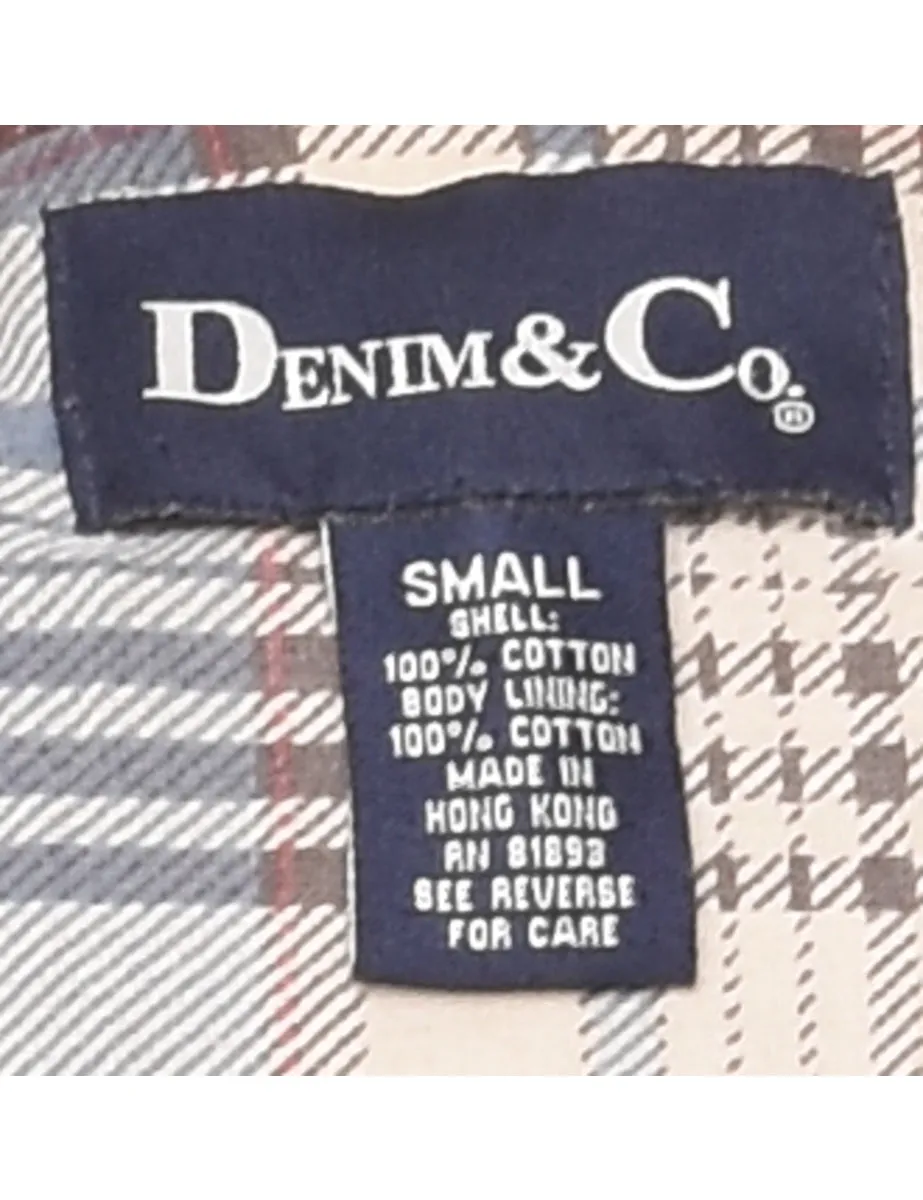 DENIM & CO.®
SMALL
SHELL:
100% COTTON
BODY LINING:
100% COTTON
MADE IN
HONG KONG
RN 81893
SEE REVERSE
FOR CARE